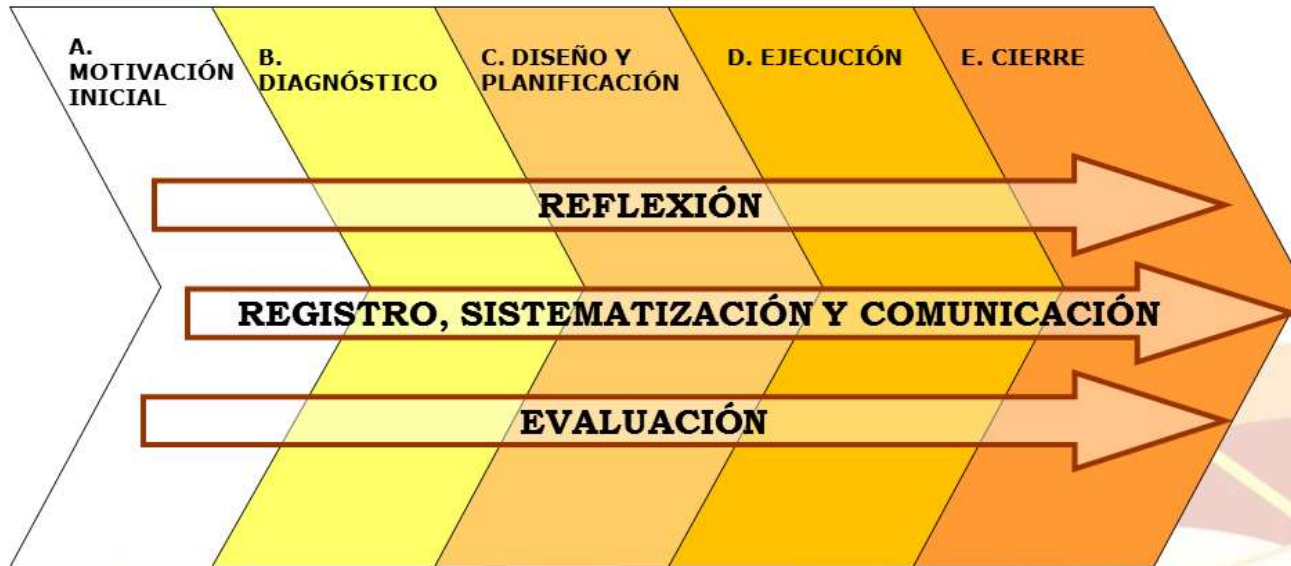 A.
MOTIVACIÓN
INICIAL
B.
DIAGNÓSTICO
C. DISEÑO Y
PLANIFICACIÓN
D. EJECUCIÓN
E. CIERRE
REFLEXIÓN
REGISTRO, SISTEMATIZACIÓN Y COMUNICACIÓN
EVALUACIÓN